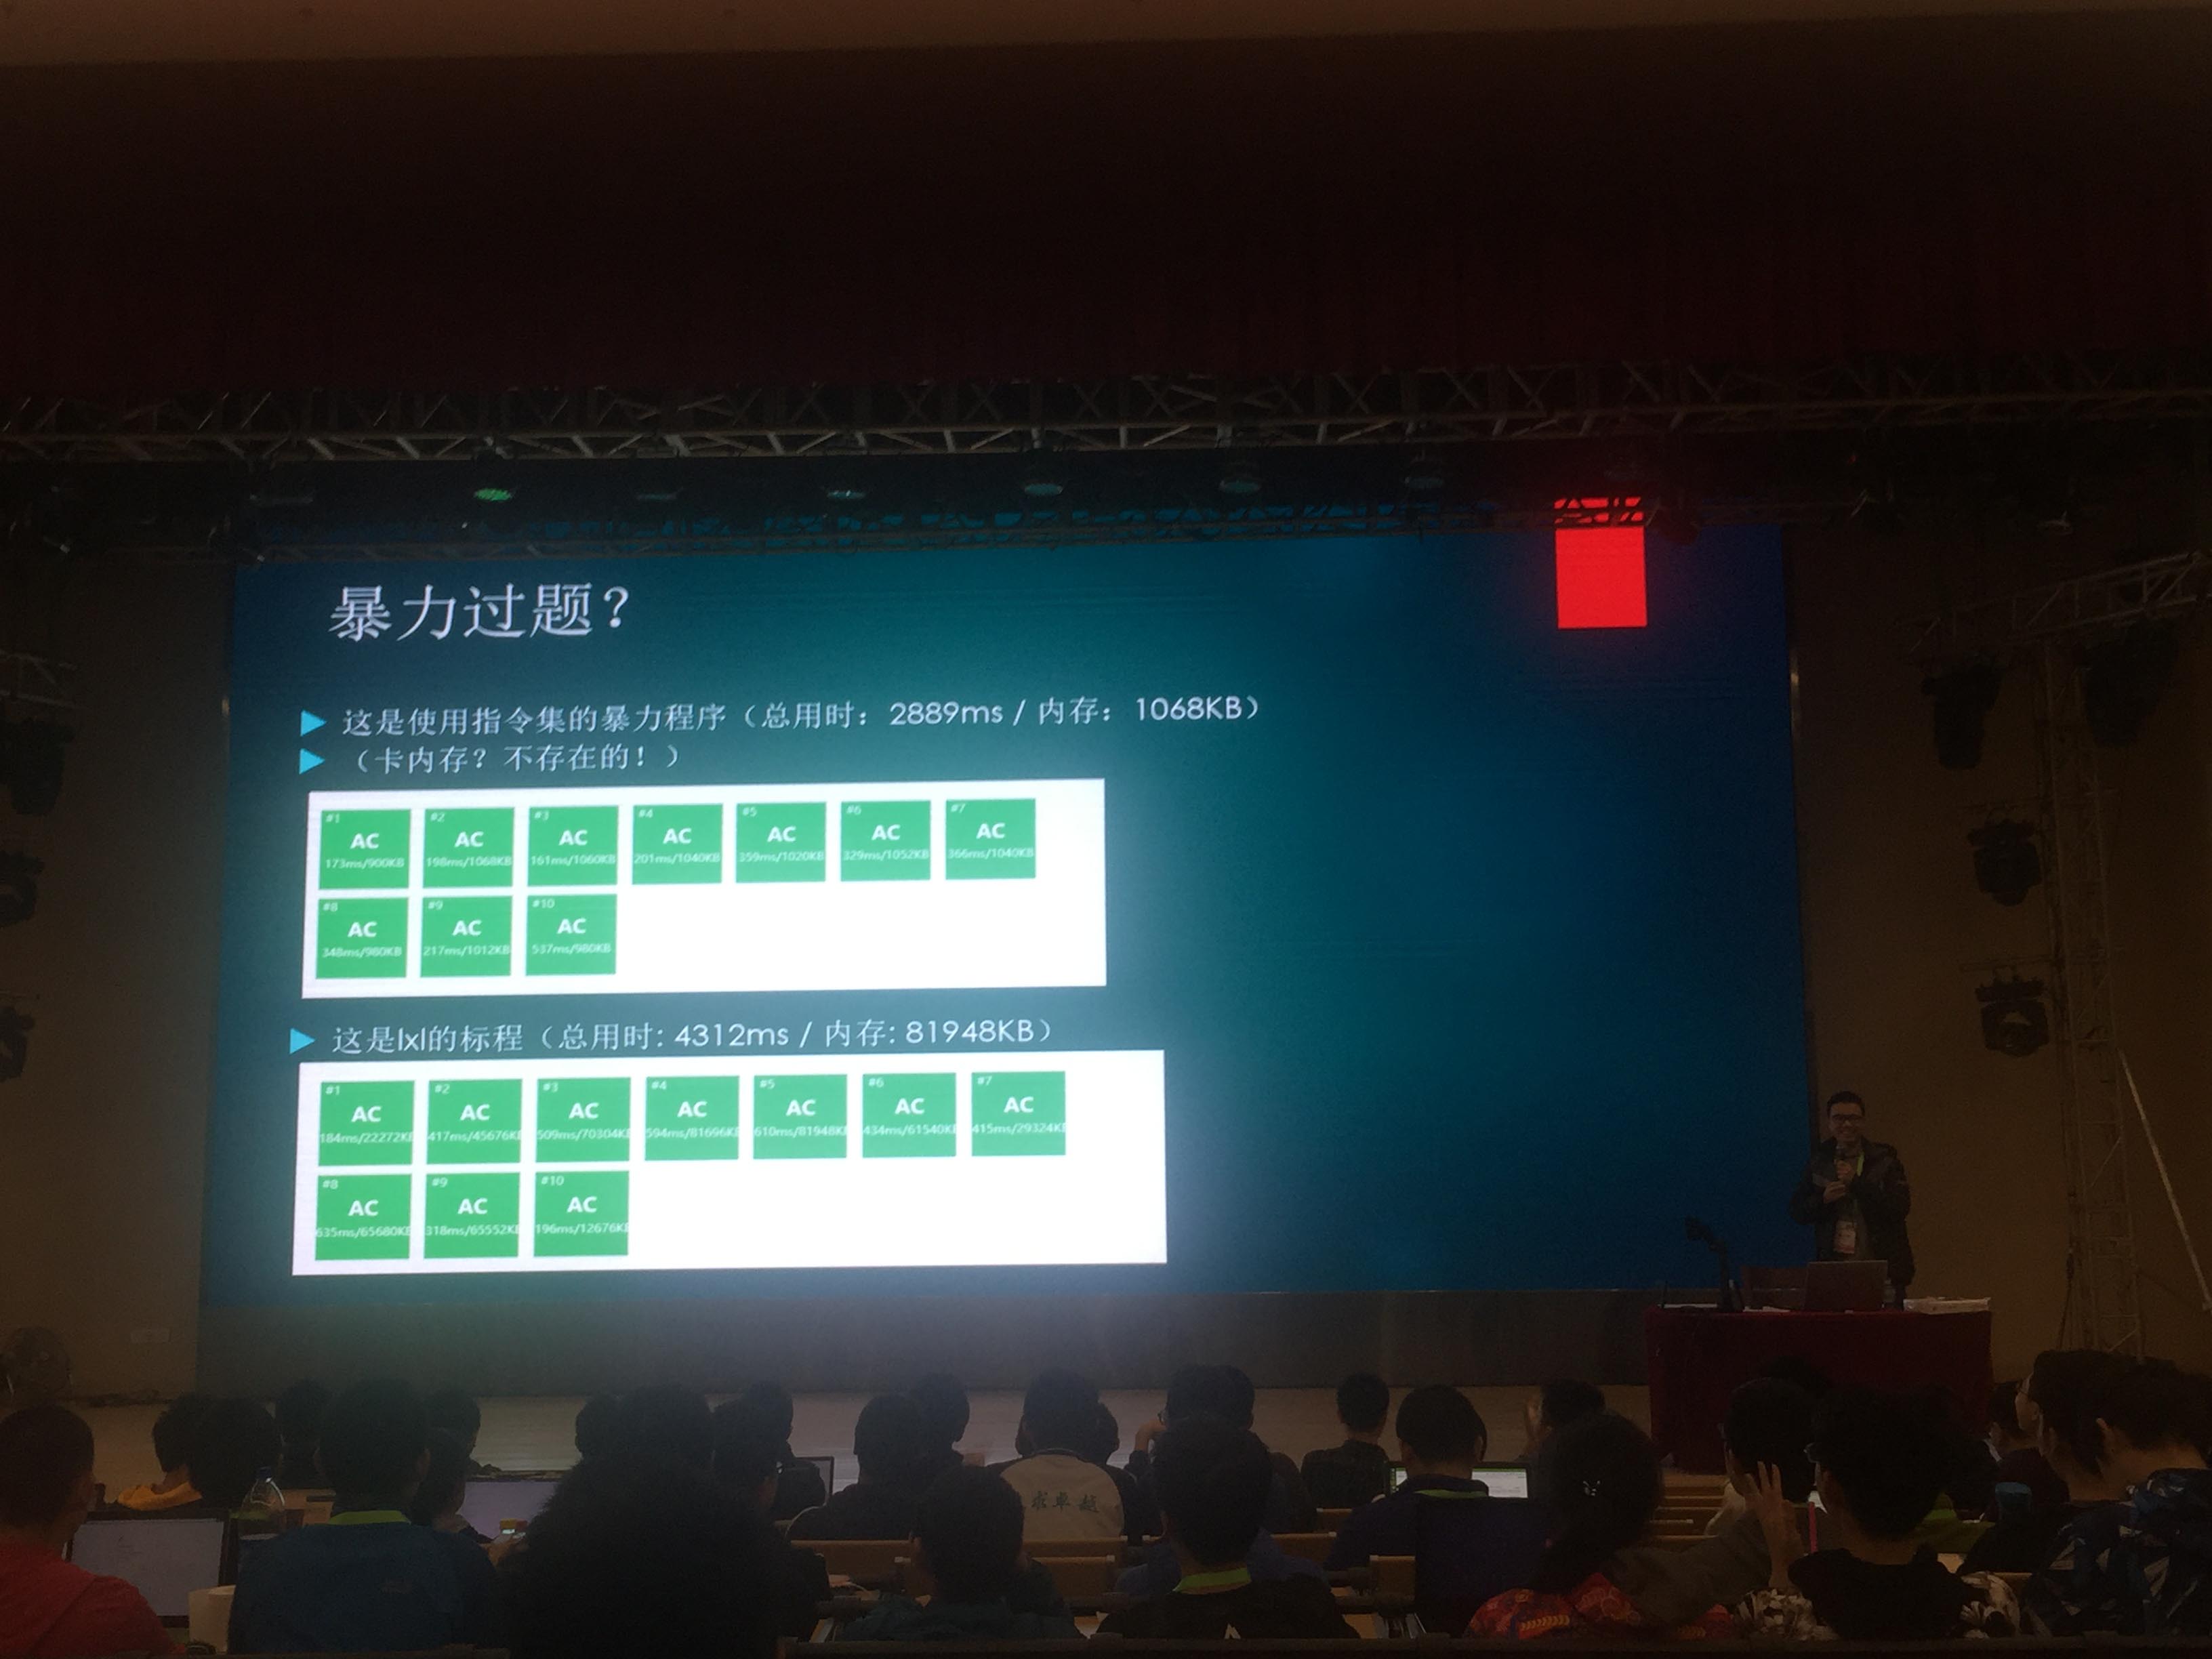 暴力过题？
这是使用指令集的暴力程序（总用时：2889ms / 内存：1068KB）
（卡内存？不存在的！）
#1 #2 #3 #4 #5 #6 #7
AC AC AC AC AC AC AC
173ms/900KB 198ms/1068KB 161ms/1060KB 201ms/1040KB 359ms/1020KB 329ms/1052KB 366ms/1040KB
#8 #9 #10
AC AC AC
348ms/980KB 217ms/1012KB 537ms/980KB
这是lxl的标程（总用时: 4312ms / 内存: 81948KB）
#1 #2 #3 #4 #5 #6 #7
AC AC AC AC AC AC AC
184ms/22272KB 417ms/45676KB 509ms/70304KB 594ms/81696KB 610ms/81948KB 434ms/61540KB 415ms/29324KB
#8 #9 #10
AC AC AC
635ms/65680KB 318ms/65552KB 196ms/12676KB
求卓越